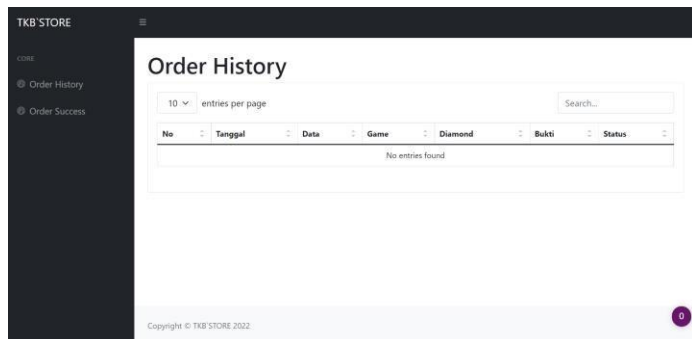 TKB`STORE
CORE
Order History
Order Success
Order History
10 entries per page
Search...
No Tanggal Data Game Diamond Bukti Status
No entries found
Copyright © TKB`STORE 2022
0